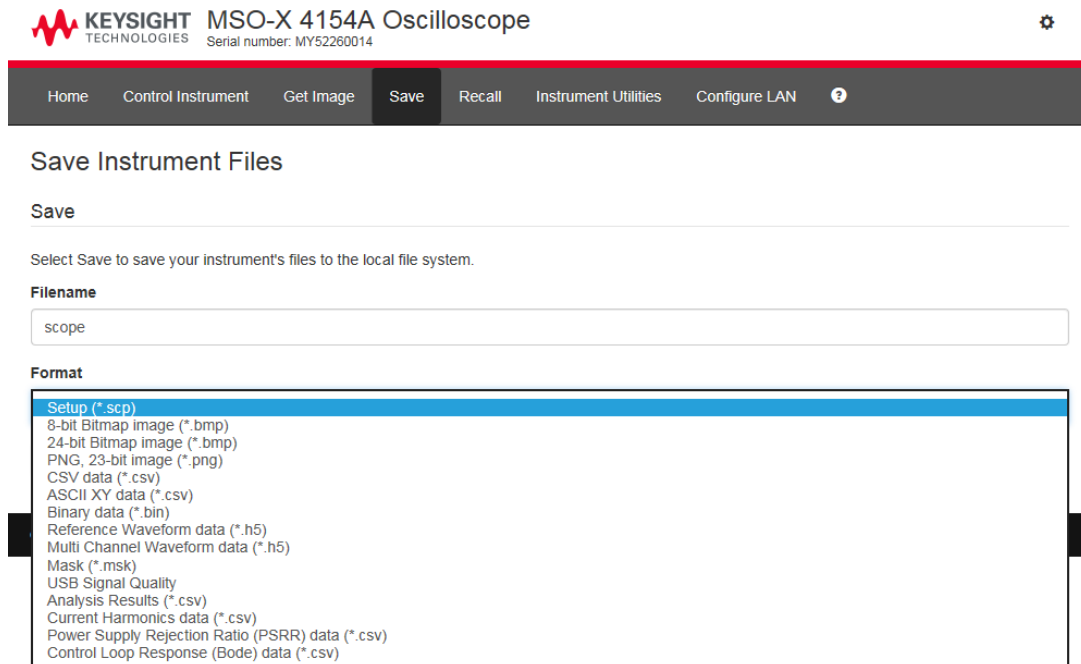 KEYSIGHT TECHNOLOGIES
MSO-X 4154A Oscilloscope
Serial number: MY52260014
Home Control Instrument Get Image Save Recall Instrument Utilities Configure LAN ?
Save Instrument Files
Save
Select Save to save your instrument's files to the local file system.
Filename
scope
Format
Setup (*.scp)
8-bit Bitmap image (*.bmp)
24-bit Bitmap image (*.bmp)
PNG, 23-bit image (*.png)
CSV data (*.csv)
ASCII XY data (*.csv)
Binary data (*.bin)
Reference Waveform data (*.h5)
Multi Channel Waveform data (*.h5)
Mask (*.msk)
USB Signal Quality
Analysis Results (*.csv)
Current Harmonics data (*.csv)
Power Supply Rejection Ratio (PSRR) data (*.csv)
Control Loop Response (Bode) data (*.csv)